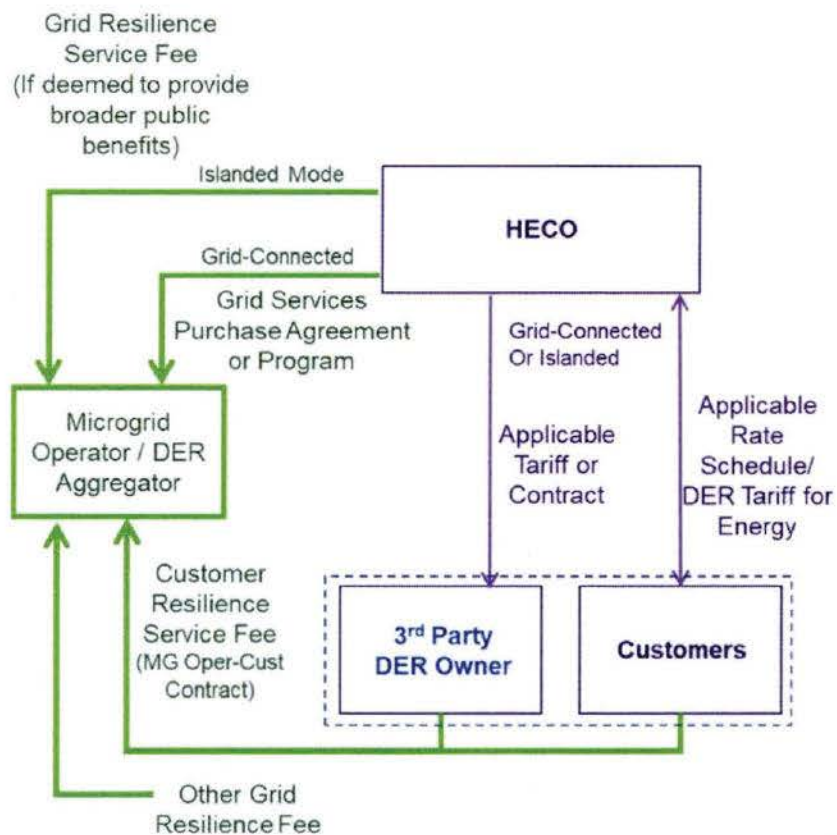 Grid Resilience
Service Fee
(If deemed to provide
broader public
benefits)
Islanded Mode
HECO
Grid-Connected
Grid Services
Purchase Agreement
or Program
Grid-Connected
Or Islanded
Microgrid
Operator / DER
Aggregator
Applicable
Tariff or
Contract
Applicable
Rate
Schedule/
DER Tariff for
Energy
Customer
Resilience
Service Fee
(MG Oper-Cust
Contract)
3rd Party
DER Owner
Customers
Other Grid
Resilience Fee